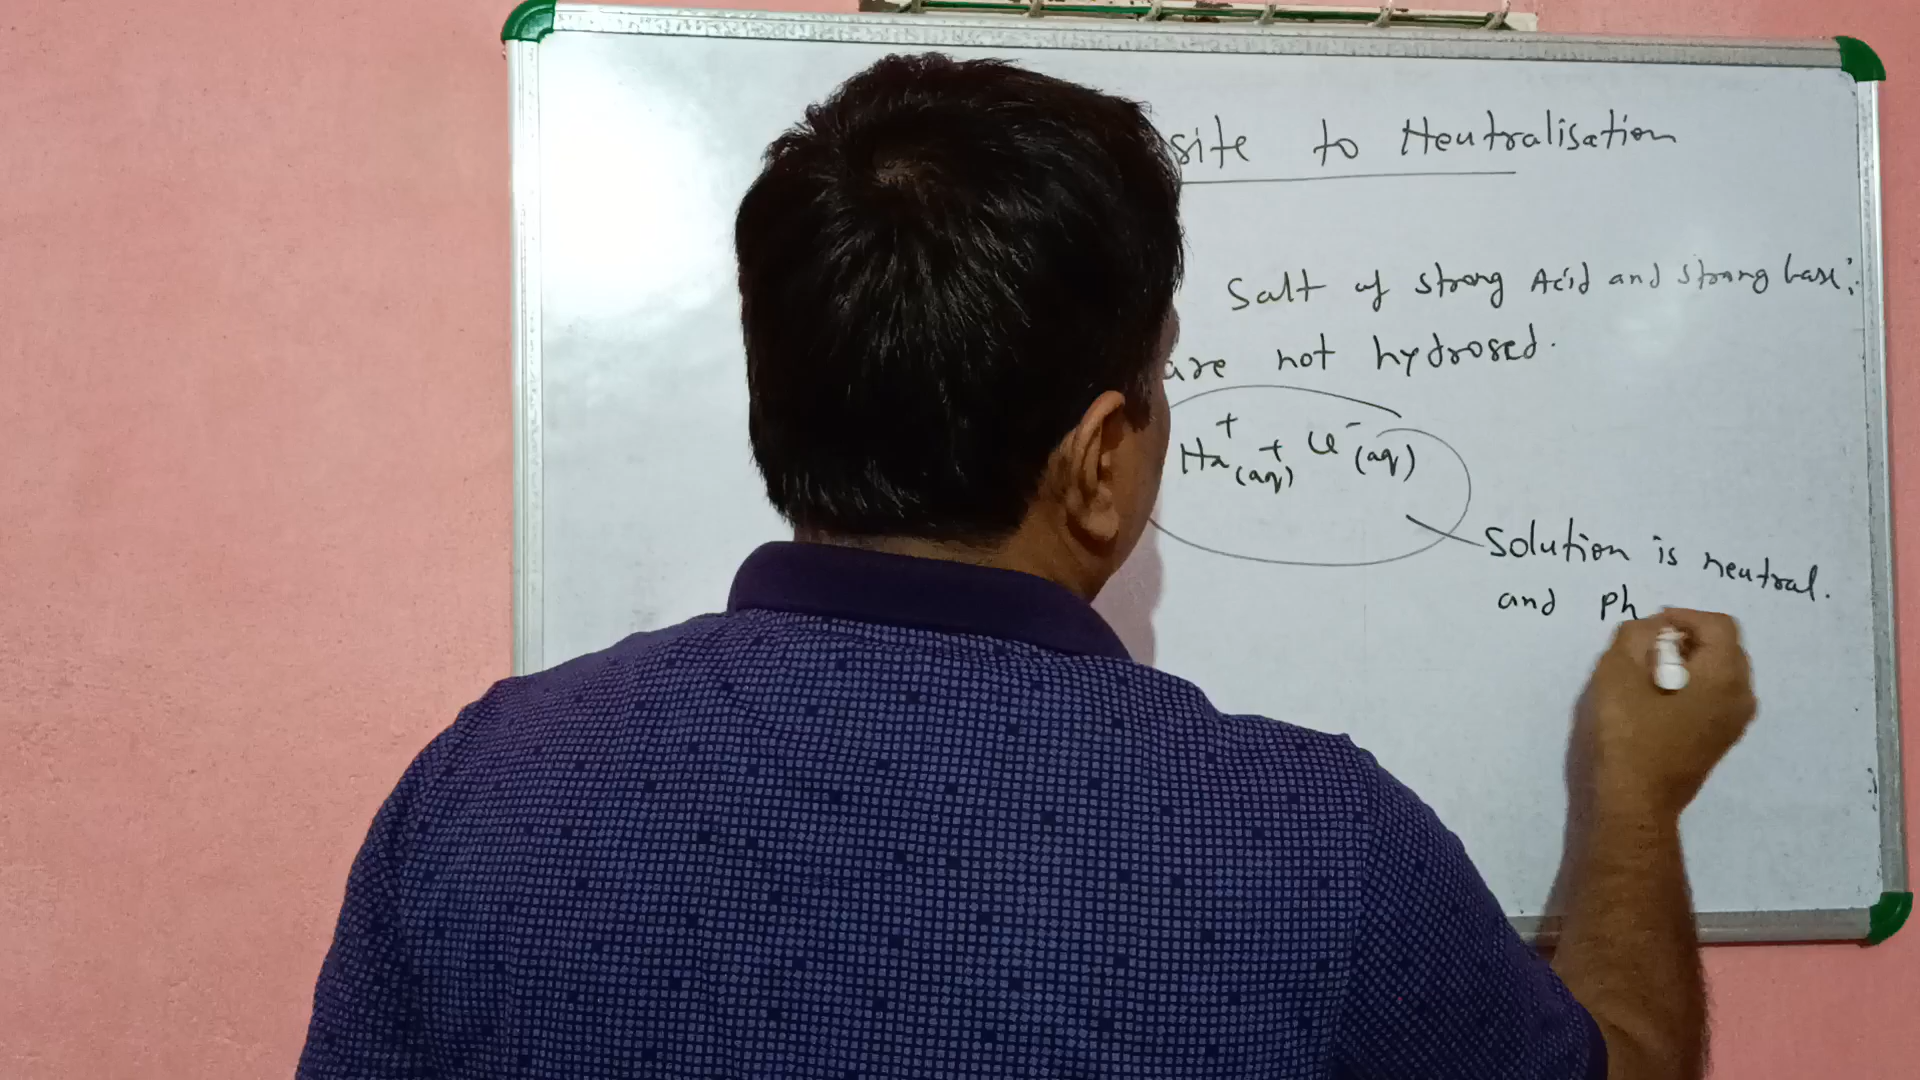 site to Neutralisation
Salt of strong Acid and strong base:
are not hydrosed.
Na+(aq) + Cl-(aq)
Solution is neutral.
and Ph